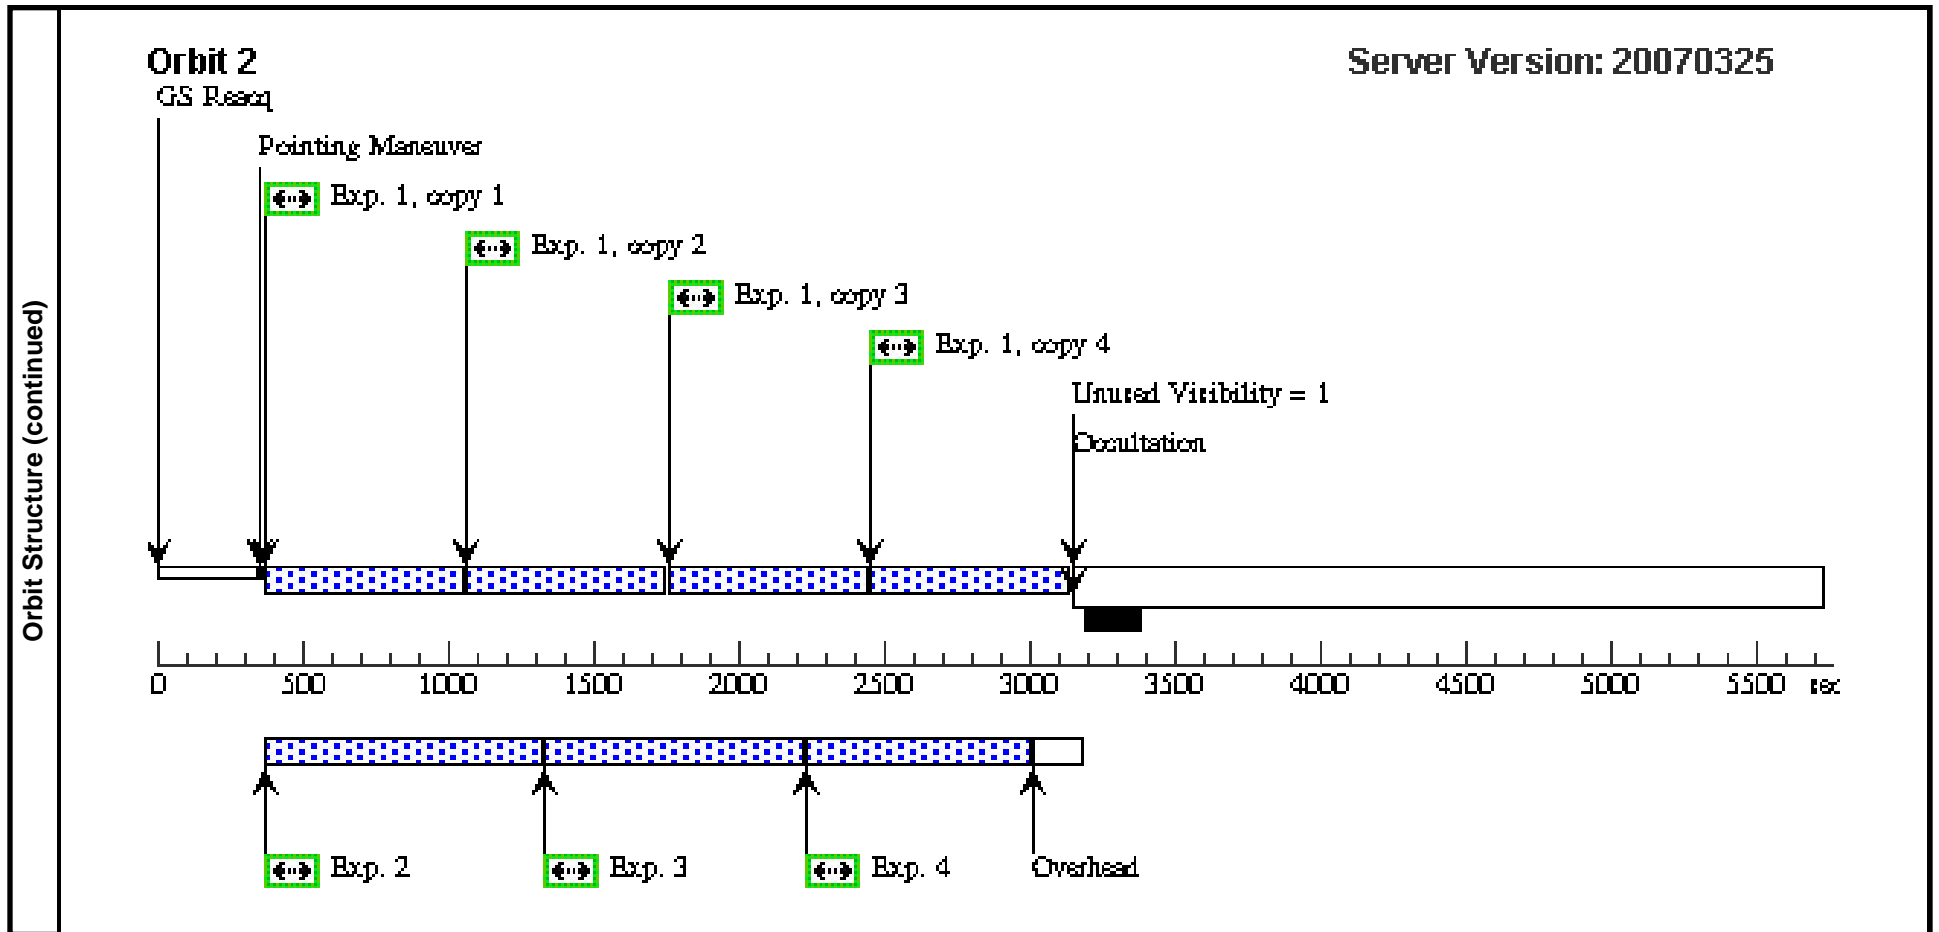 Orbit Structure (continued)
Orbit 2
Server Version: 20070325
GS Reacq
Pointing Maneuver
Exp. 1, copy 1
Exp. 1, copy 2
Exp. 1, copy 3
Exp. 1, copy 4
Unused Visibility = 1
Occultation
0 500 1000 1500 2000 2500 3000 3500 4000 4500 5000 5500 sec
Exp. 2 Exp. 3 Exp. 4 Overhead